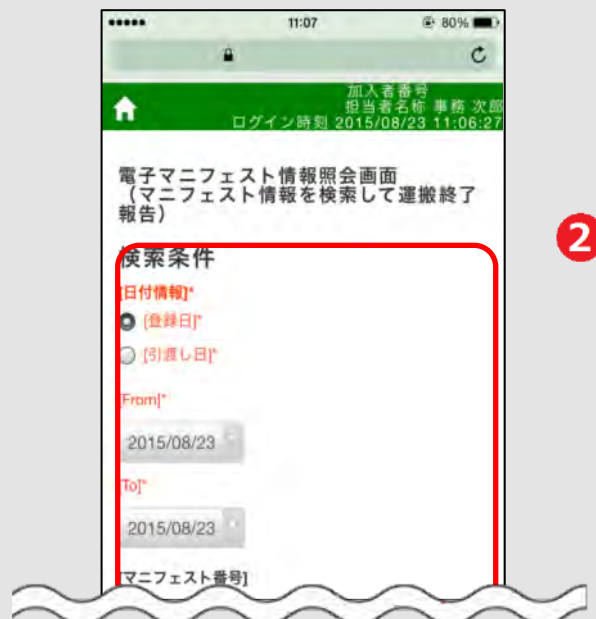 11:07 80%
加入者番号
担当者名称 事務 次郎
ログイン時刻 2015/08/23 11:06:27
電子マニフェスト情報照会画面
（マニフェスト情報を検索して運搬終了
報告）
2
検索条件
[日付情報]*
[登録日]*
[引渡し日]*
[From]*
2015/08/23
[To]*
2015/08/23
[マニフェスト番号]